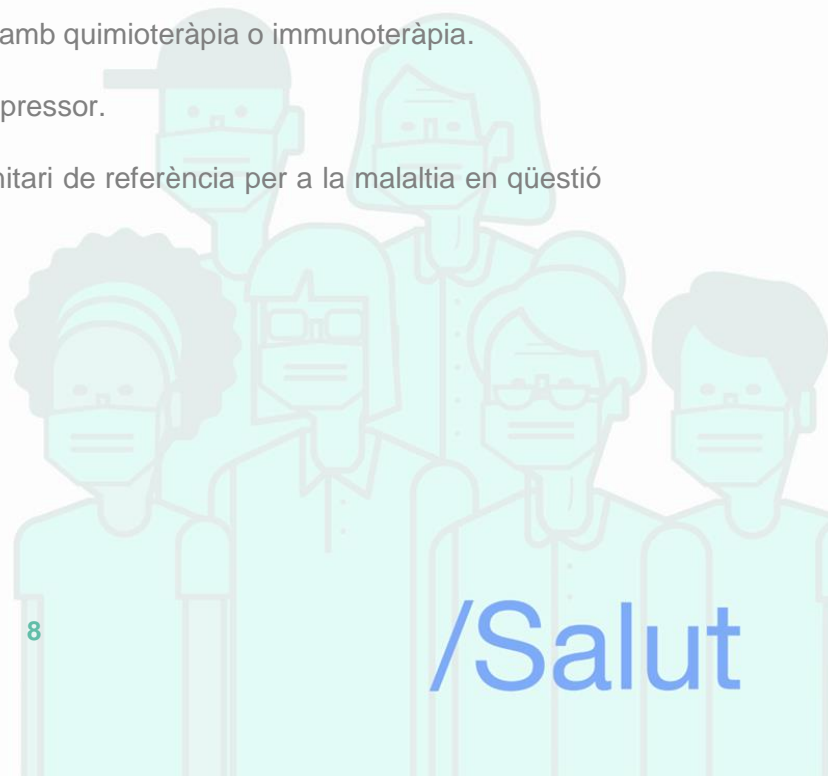 amb quimioteràpia o immunoteràpia.
pressor.
nitari de referència per a la malaltia en qüestió
8
/Salut